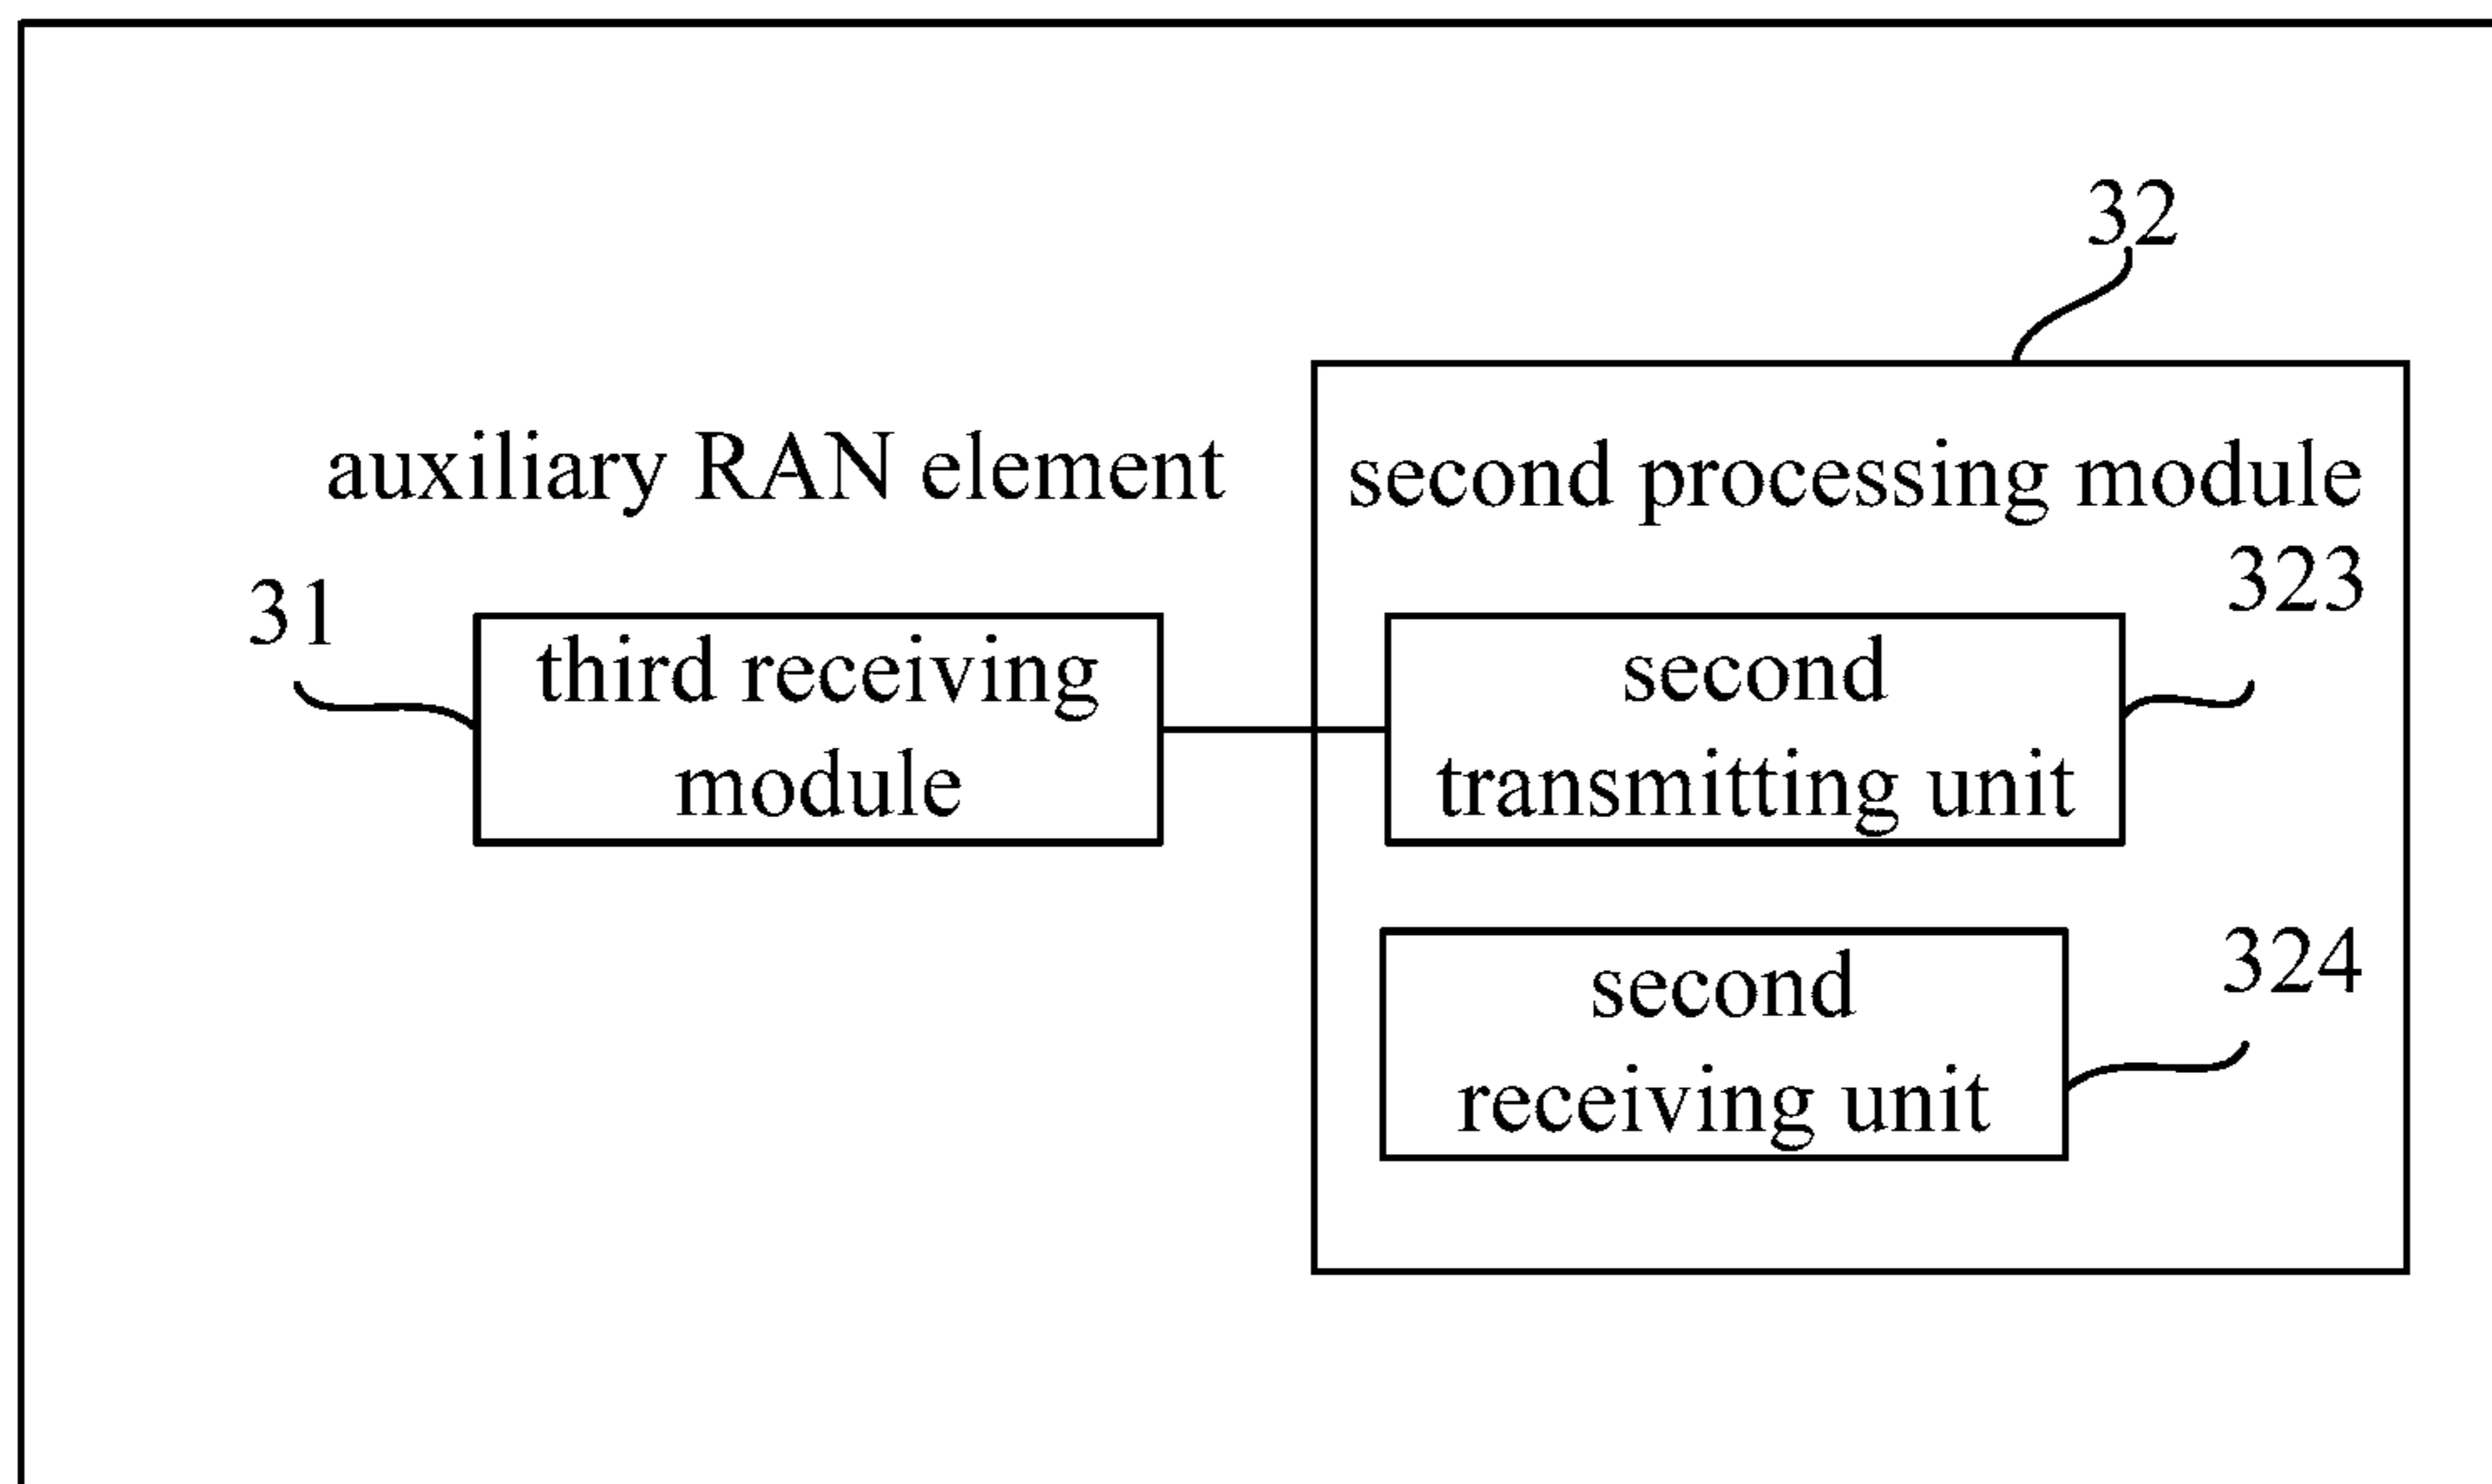 32
auxiliary RAN element
second processing module
31
third receiving
module
323
second
transmitting unit
324
second
receiving unit